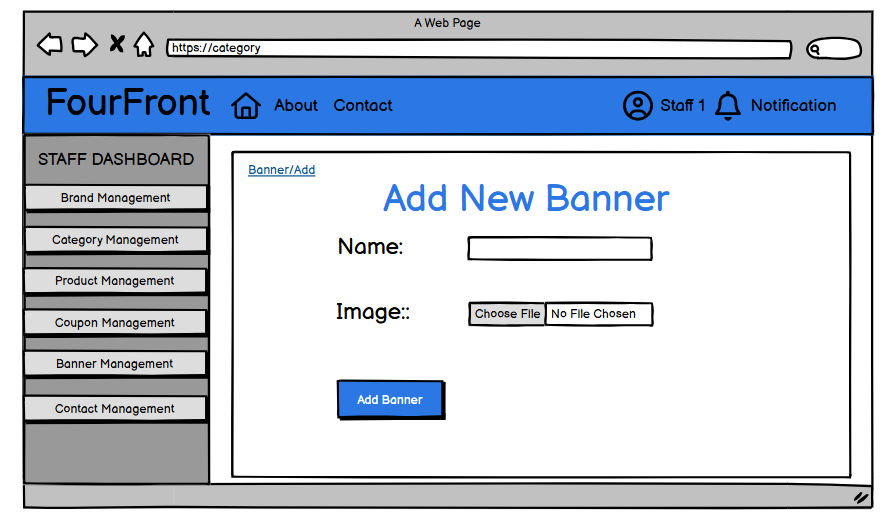 A Web Page
https://category
FourFront About Contact Staff 1 Notification
STAFF DASHBOARD
Brand Management
Category Management
Product Management
Coupon Management
Banner Management
Contact Management
Banner/Add
Add New Banner
Name:
Image::
Choose File No File Chosen
Add Banner